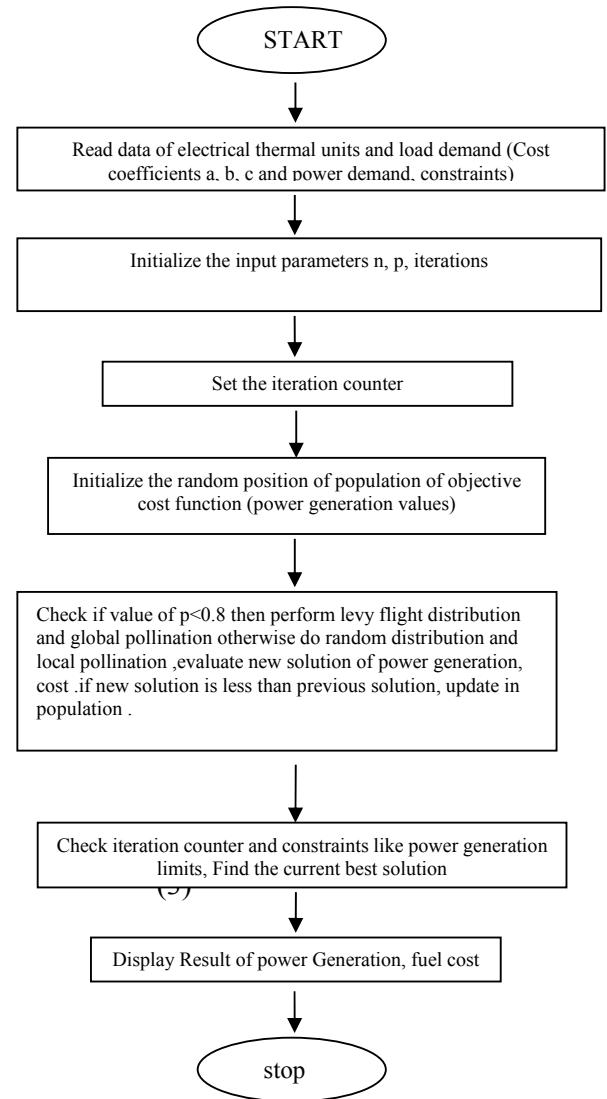 START
Read data of electrical thermal units and load demand (Cost
coefficients a, b, c and power demand, constraints)
Initialize the input parameters n, p, iterations
Set the iteration counter
Initialize the random position of population of objective
cost function (power generation values)
Check if value of p<0.8 then perform levy flight distribution
and global pollination otherwise do random distribution and
local pollination ,evaluate new solution of power generation,
cost .if new solution is less than previous solution, update in
population .
Check iteration counter and constraints like power generation
limits, Find the current best solution
Display Result of power Generation, fuel cost
stop